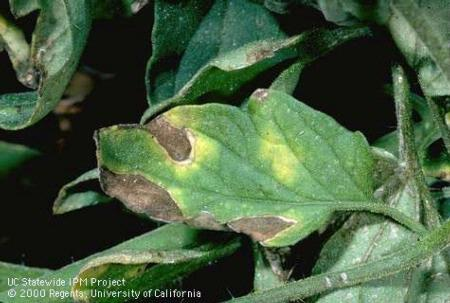 UC Statewide IPM Project
© 2000 Regents, University of California